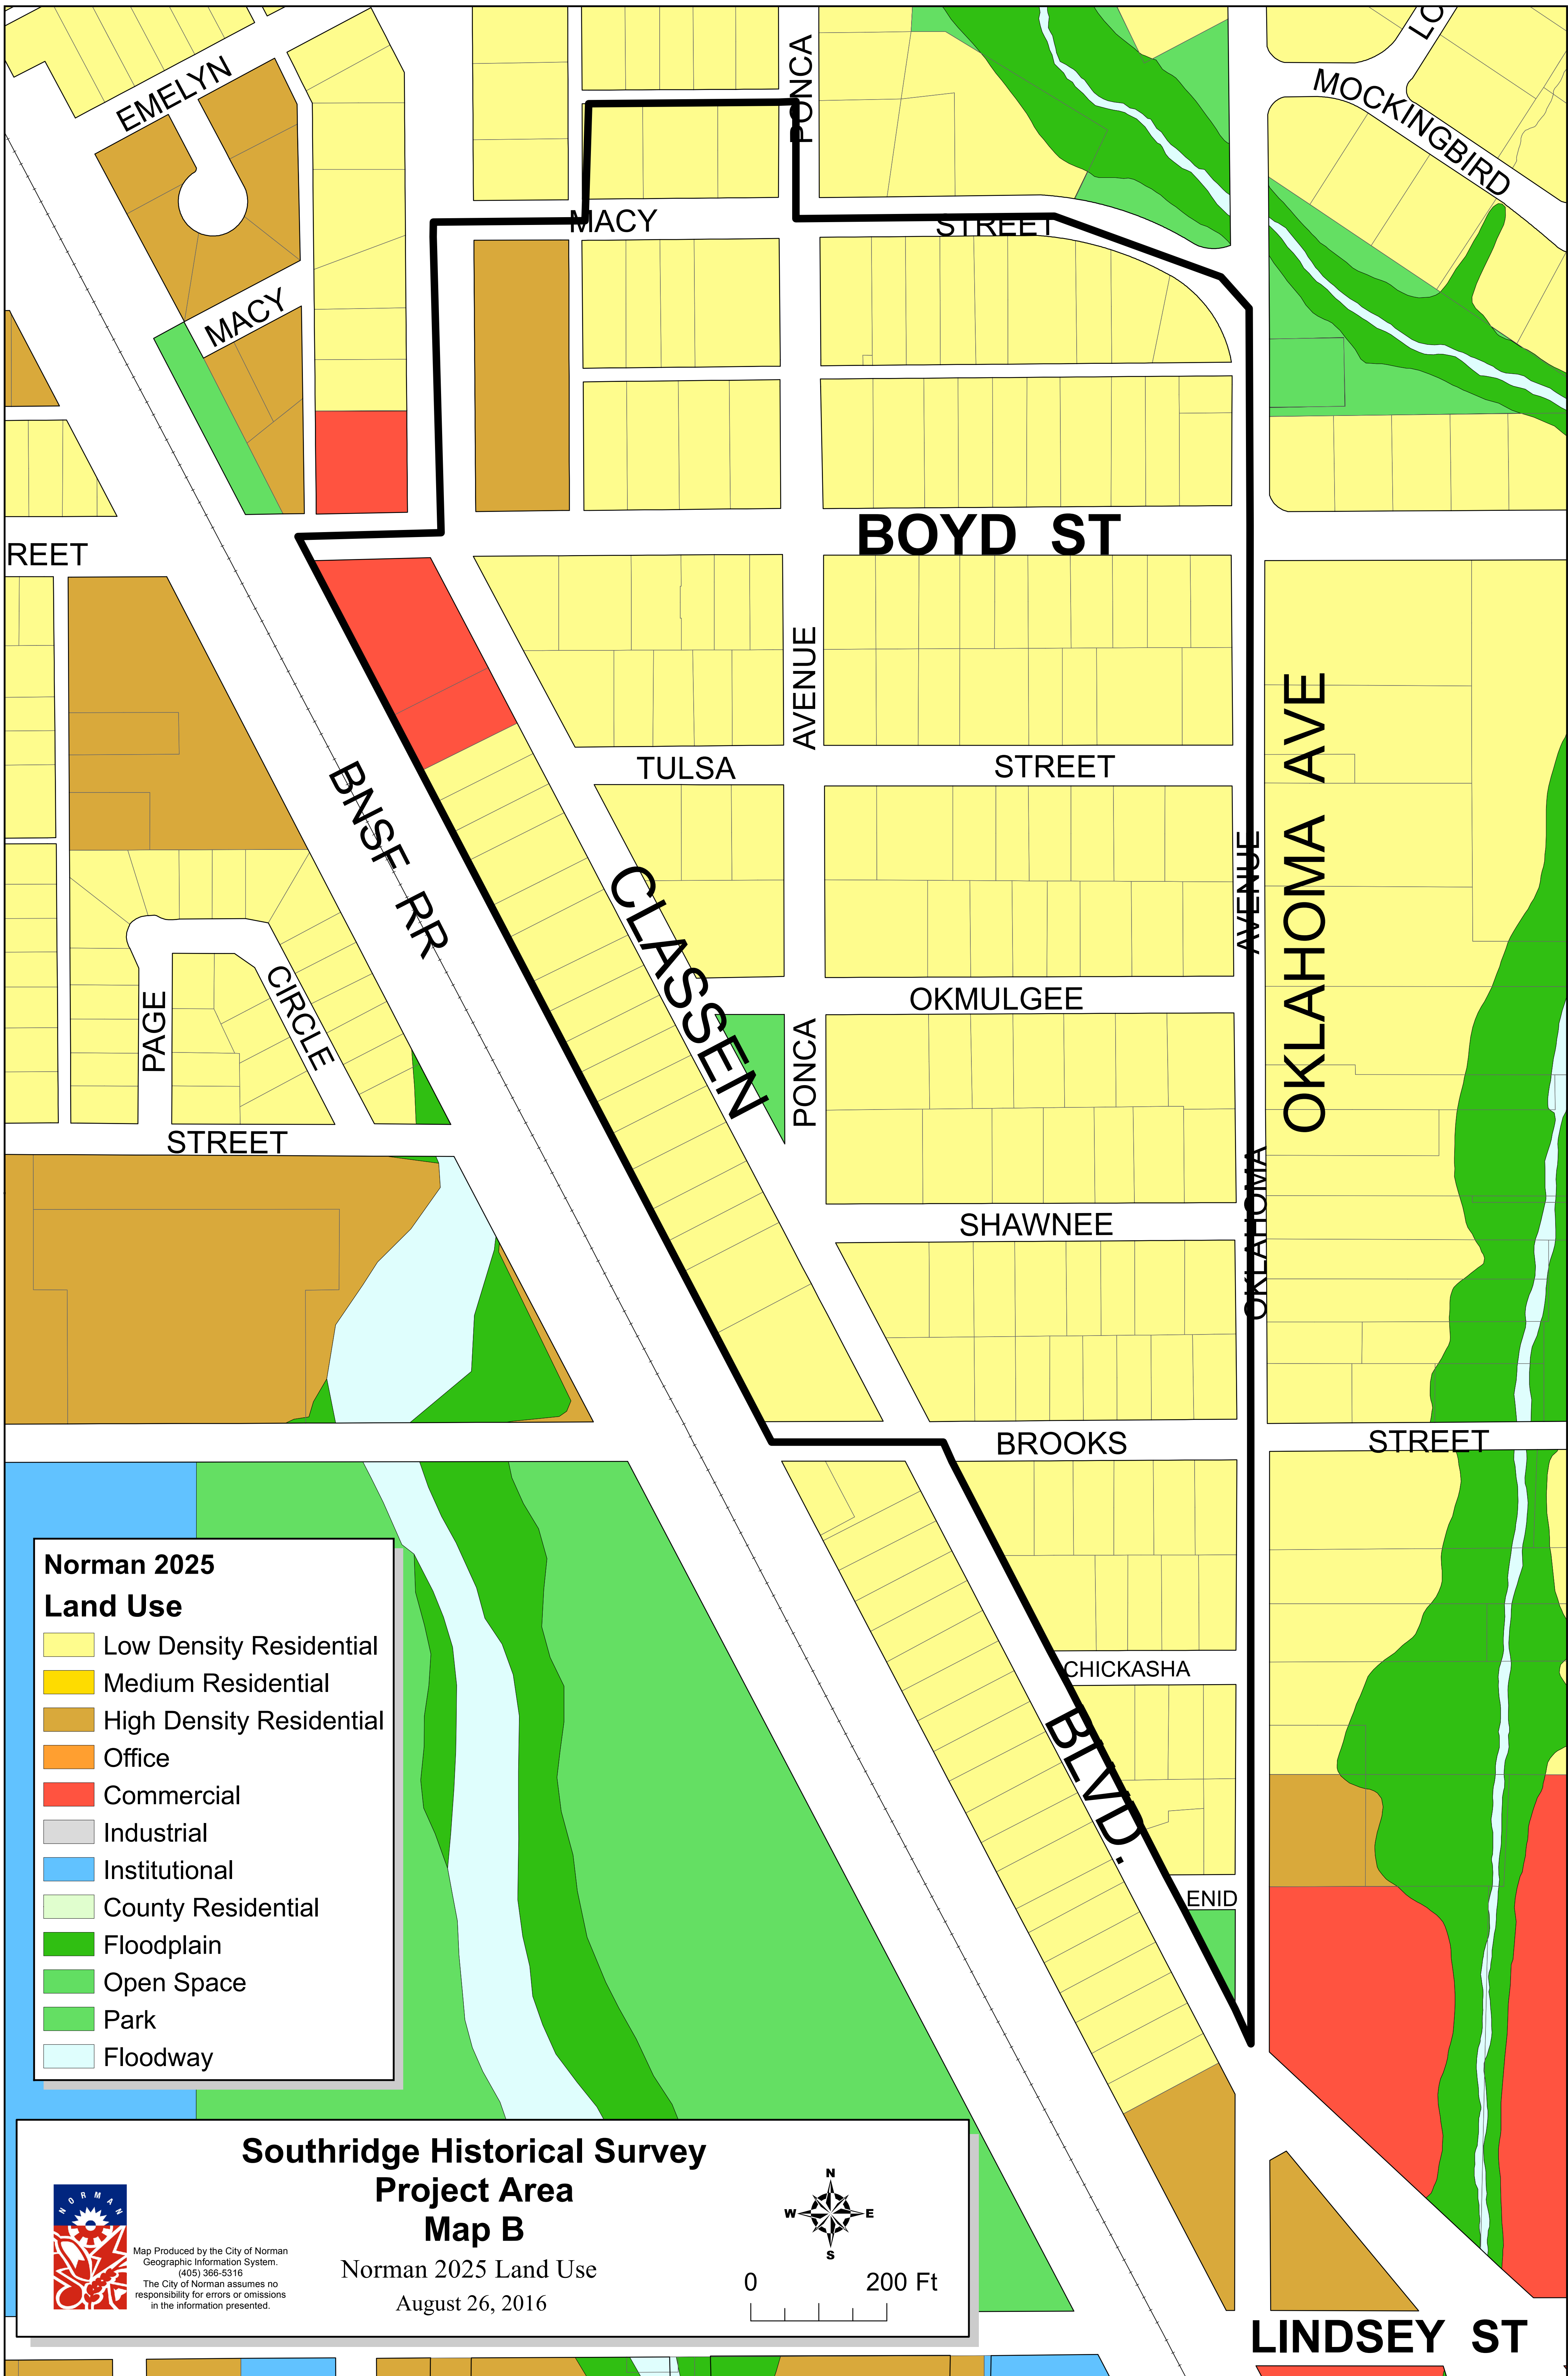 LO
EMELYN
PONCA
MOCKINGBIRD
MACY
STREET
MACY
BOYD ST
REET
AVENUE
TULSA
STREET
BNSF RR
AVENUE
CLASSEN
OKLAHOMA AVE
OKMULGEE
PAGE
CIRCLE
PONCA
STREET
SHAWNEE
OKLAHOMA
BROOKS
STREET
CHICKASHA
BLVD.
ENID
Norman 2025
Land Use
Low Density Residential
Medium Residential
High Density Residential
Office
Commercial
Industrial
Institutional
County Residential
Floodplain
Open Space
Park
Floodway
Southridge Historical Survey
Project Area
Map B
Norman 2025 Land Use
August 26, 2016
NORMAN
Map Produced by the City of Norman
Geographic Information System.
(405) 366-5316
The City of Norman assumes no
responsibility for errors or omissions
in the information presented.
N
W E
S
0 200 Ft
LINDSEY ST